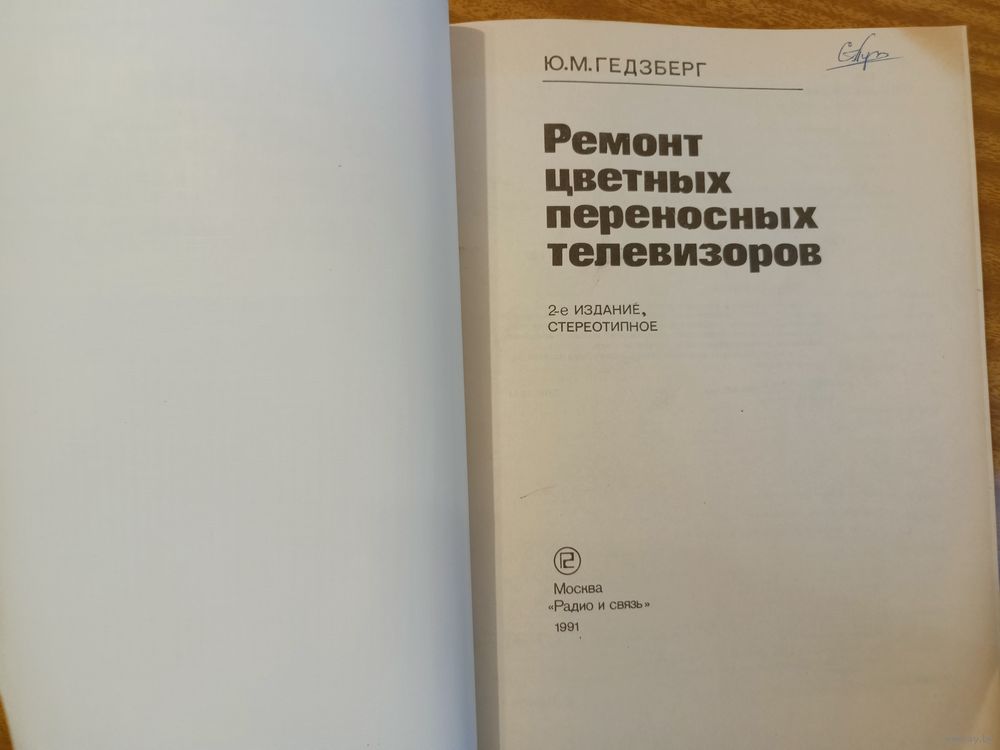 Ю.М.ГЕДЗБЕРГ
Ремонт
цветных
переносных
телевизоров
2-е ИЗДАНИЕ,
СТЕРЕОТИПНОЕ
Москва
«Радио и связь»
1991